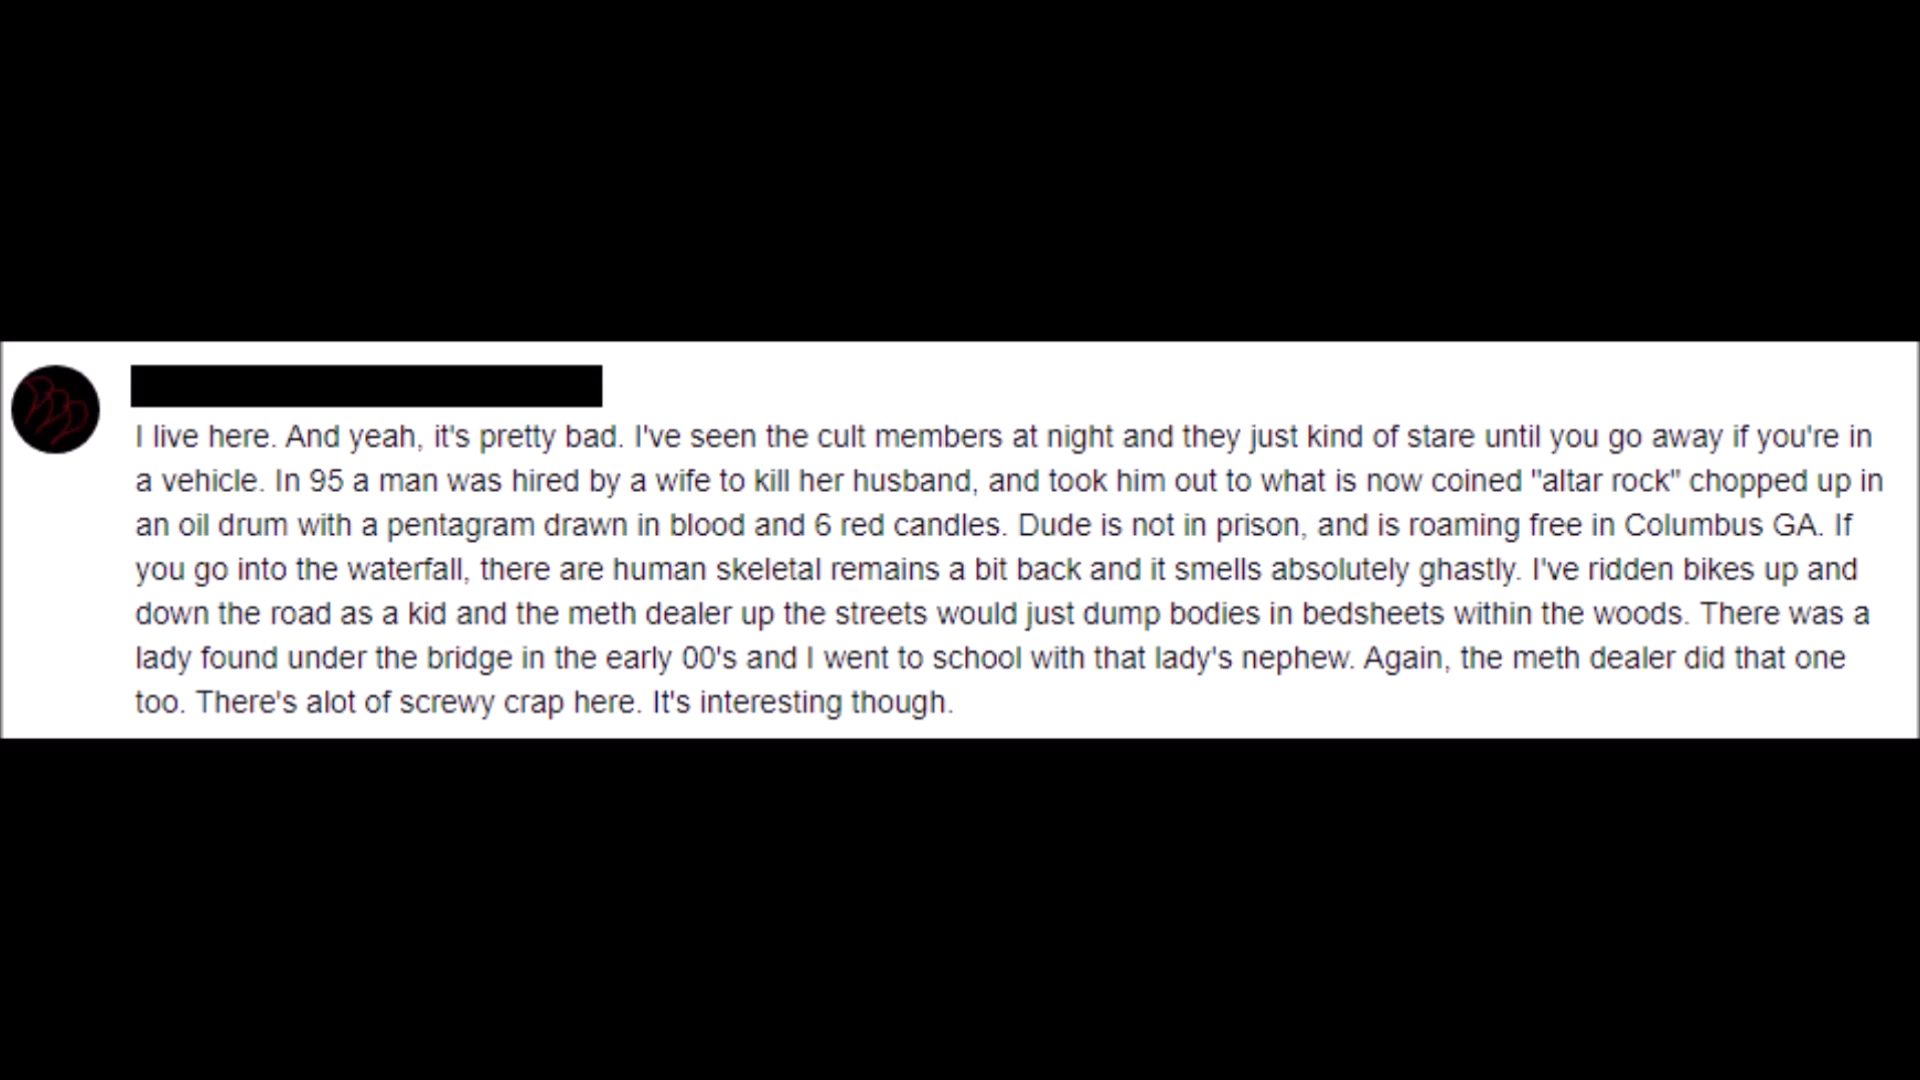 I live here. And yeah, it's pretty bad. I've seen the cult members at night and they just kind of stare until you go away if you're in
a vehicle. In 95 a man was hired by a wife to kill her husband, and took him out to what is now coined "altar rock" chopped up in
an oil drum with a pentagram drawn in blood and 6 red candles. Dude is not in prison, and is roaming free in Columbus GA. If
you go into the waterfall, there are human skeletal remains a bit back and it smells absolutely ghastly. I've ridden bikes up and
down the road as a kid and the meth dealer up the streets would just dump bodies in bedsheets within the woods. There was a
lady found under the bridge in the early 00's and I went to school with that lady's nephew. Again, the meth dealer did that one
too. There's alot of screwy crap here. It's interesting though.